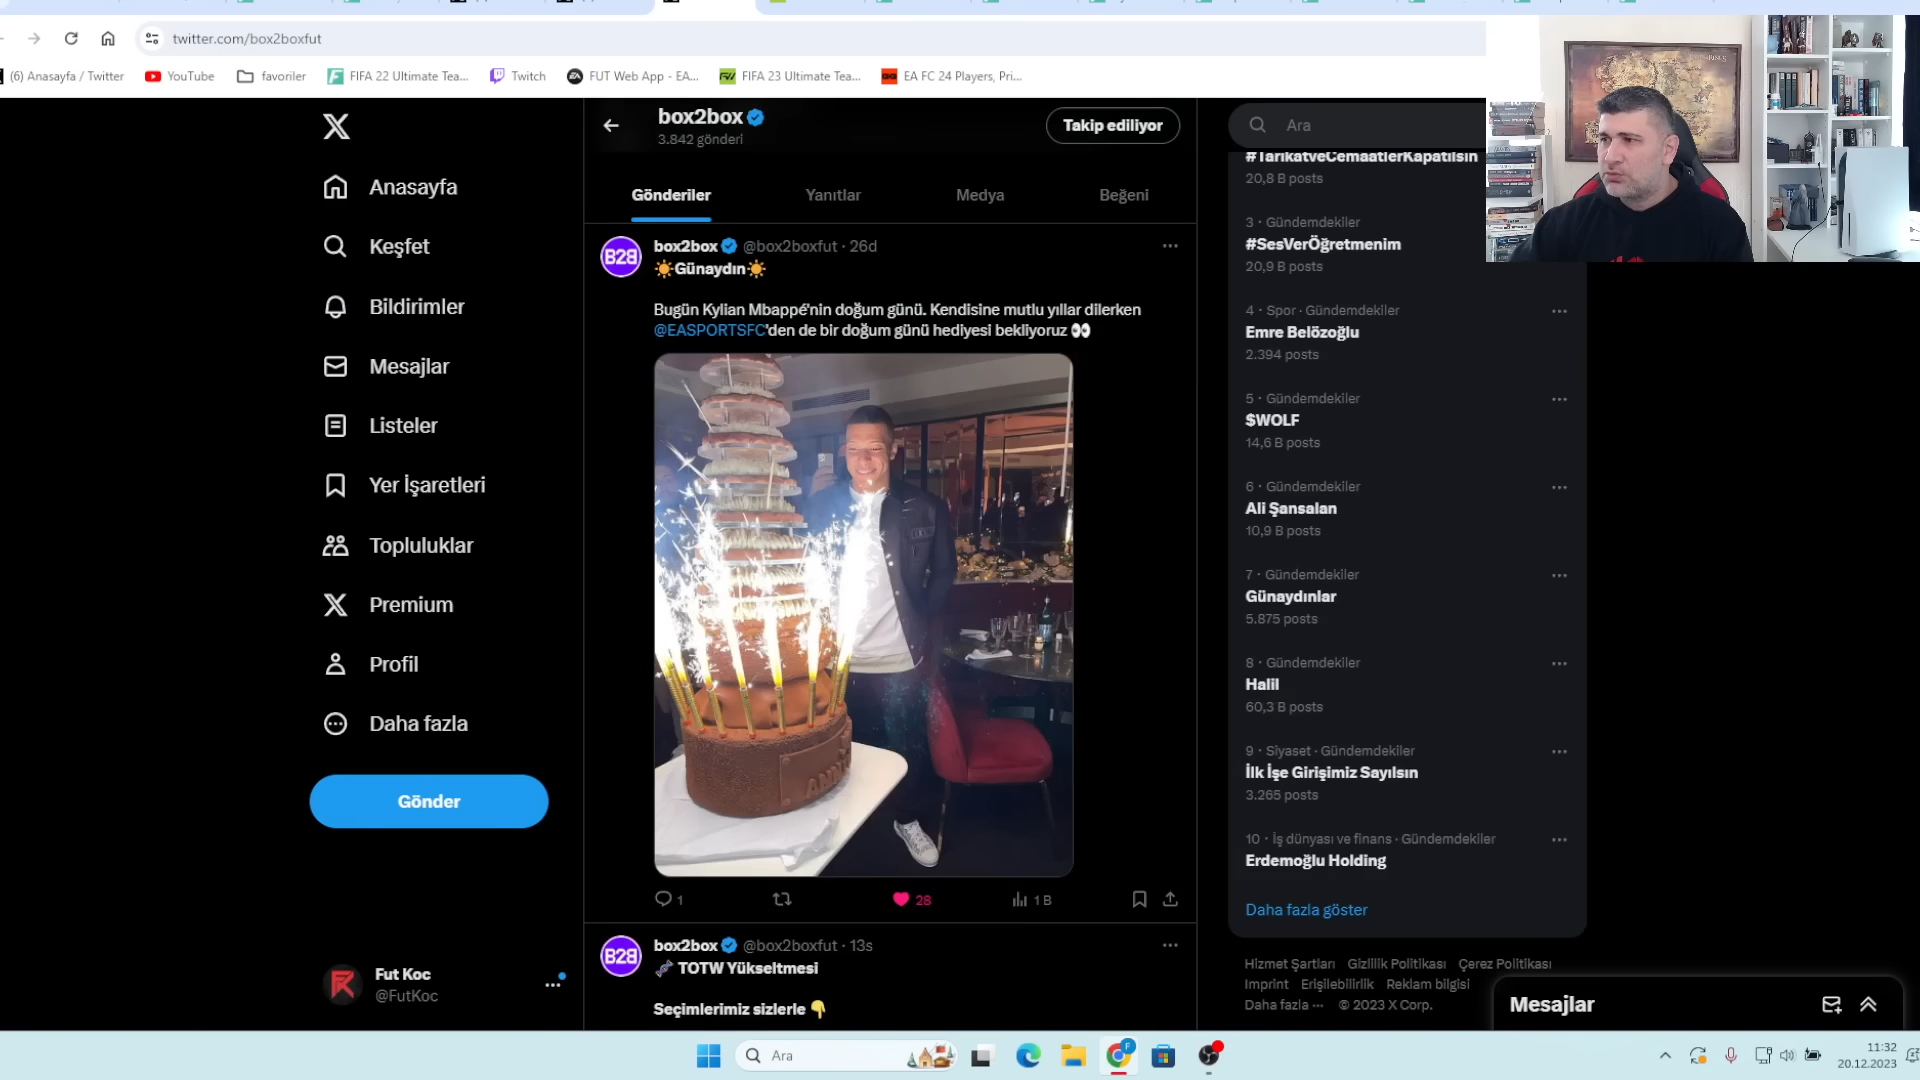 twitter.com/box2boxfut
(6) Anasayfa / Twitter
YouTube
favoriler
FIFA 22 Ultimate Tea...
Twitch
FUT Web App - EA...
FIFA 23 Ultimate Tea...
EA FC 24 Players, Pri...
Anasayfa
Keşfet
Bildirimler
Mesajlar
Listeler
Yer İşaretleri
Topluluklar
Premium
Profil
Daha fazla
Gönder
Fut Koc
@FutKoc
box2box
3.842 gönderi
Takip ediliyor
Gönderiler
Yanıtlar
Medya
Beğeni
B2B
box2box @box2boxfut · 26d
☀️Günaydın☀️
Bugün Kylian Mbappé'nin doğum günü. Kendisine mutlu yıllar dilerken
@EASPORTSFC'den de bir doğum günü hediyesi bekliyoruz 👀
1
28
1 B
B2B
box2box @box2boxfut · 13s
🧬 TOTW Yükseltmesi
Seçimlerimiz sizlerle 👇
Ara
#TarikatveCemaatlerKapatılsın
20,8 B posts
3 · Gündemdekiler
#SesVerÖğretmenim
20,9 B posts
4 · Spor · Gündemdekiler
Emre Belözoğlu
2.394 posts
5 · Gündemdekiler
$WOLF
14,6 B posts
6 · Gündemdekiler
Ali Şansalan
10,9 B posts
7 · Gündemdekiler
Günaydınlar
5.875 posts
8 · Gündemdekiler
Halil
60,3 B posts
9 · Siyaset · Gündemdekiler
İlk İşe Girişimiz Sayılsın
3.265 posts
10 · İş dünyası ve finans · Gündemdekiler
Erdemoğlu Holding
Daha fazla göster
Hizmet Şartları Gizlilik Politikası Çerez Politikası
Imprint Erişilebilirlik Reklam bilgisi
Daha fazla ··· © 2023 X Corp.
Mesajlar
Ara
11:32
20.12.2023